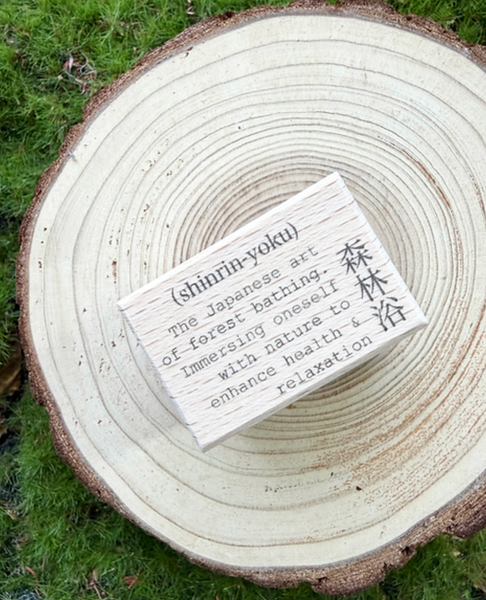 (shinrin-yoku)
The Japanese art
of forest bathing.
Immersing oneself
with nature to
enhance health &
relaxation
森林浴